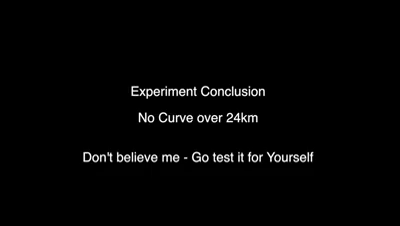 Experiment Conclusion
No Curve over 24km
Don't believe me - Go test it for Yourself